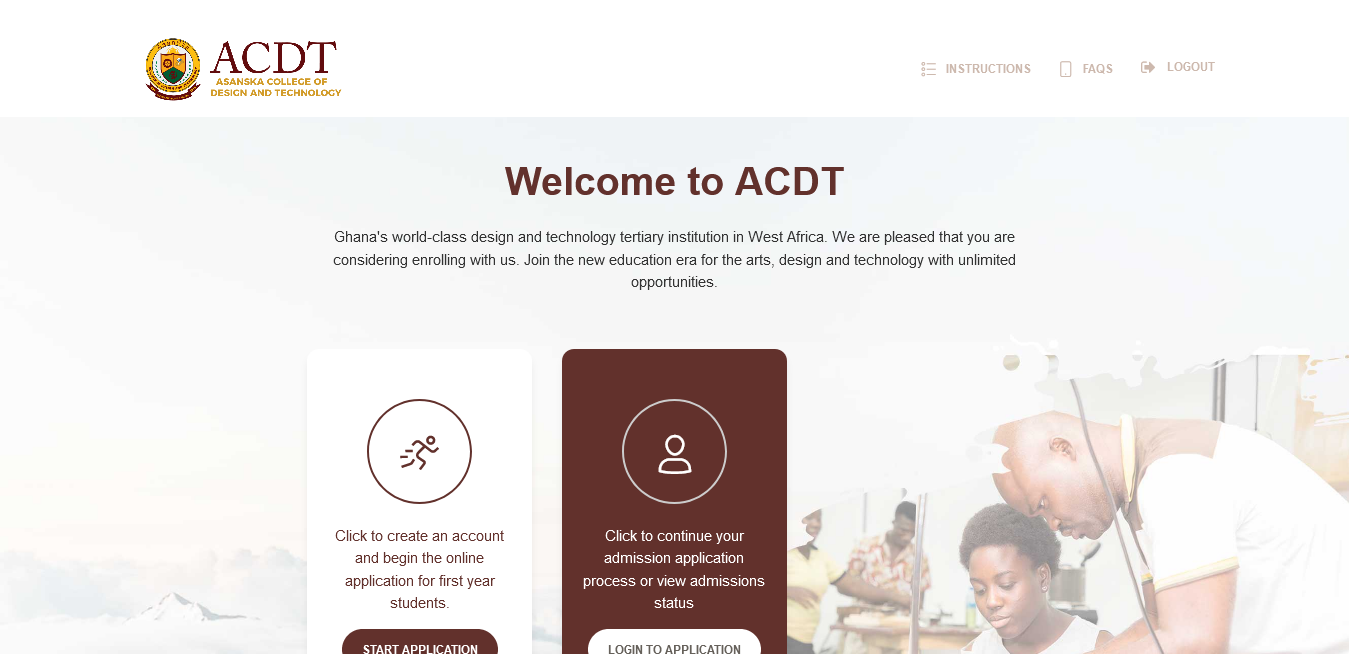 ACDT
ASANSKA COLLEGE OF
DESIGN AND TECHNOLOGY
INSTRUCTIONS
FAQS
LOGOUT
Welcome to ACDT
Ghana's world-class design and technology tertiary institution in West Africa. We are pleased that you are
considering enrolling with us. Join the new education era for the arts, design and technology with unlimited
opportunities.
Click to create an account
and begin the online
application for first year
students.
START APPLICATION
Click to continue your
admission application
process or view admissions
status
LOGIN TO APPLICATION